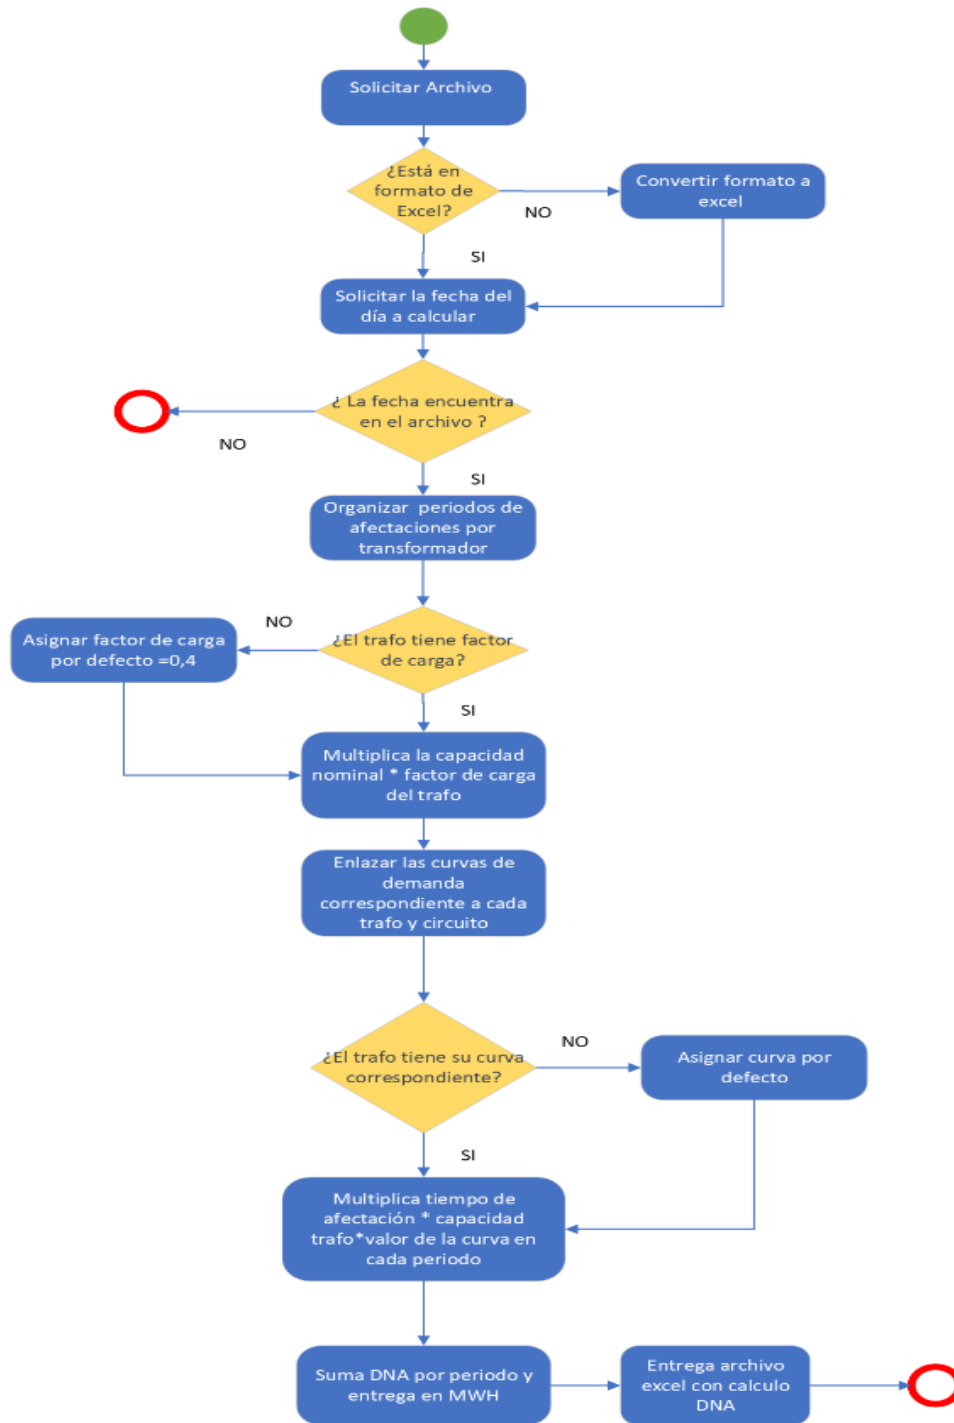 Solicitar Archivo
¿Está en
formato de
Excel?
NO
Convertir formato a
excel
SI
Solicitar la fecha del
día a calcular
¿ La fecha encuentra
en el archivo ?
NO
SI
Organizar periodos de
afectaciones por
transformador
NO
¿El trafo tiene factor
de carga?
Asignar factor de carga
por defecto =0,4
SI
Multiplica la capacidad
nominal * factor de carga
del trafo
Enlazar las curvas de
demanda
correspondiente a cada
trafo y circuito
¿El trafo tiene su curva
correspondiente?
NO
Asignar curva por
defecto
SI
Multiplica tiempo de
afectación * capacidad
trafo*valor de la curva en
cada periodo
Suma DNA por periodo y
entrega en MWH
Entrega archivo
excel con calculo
DNA